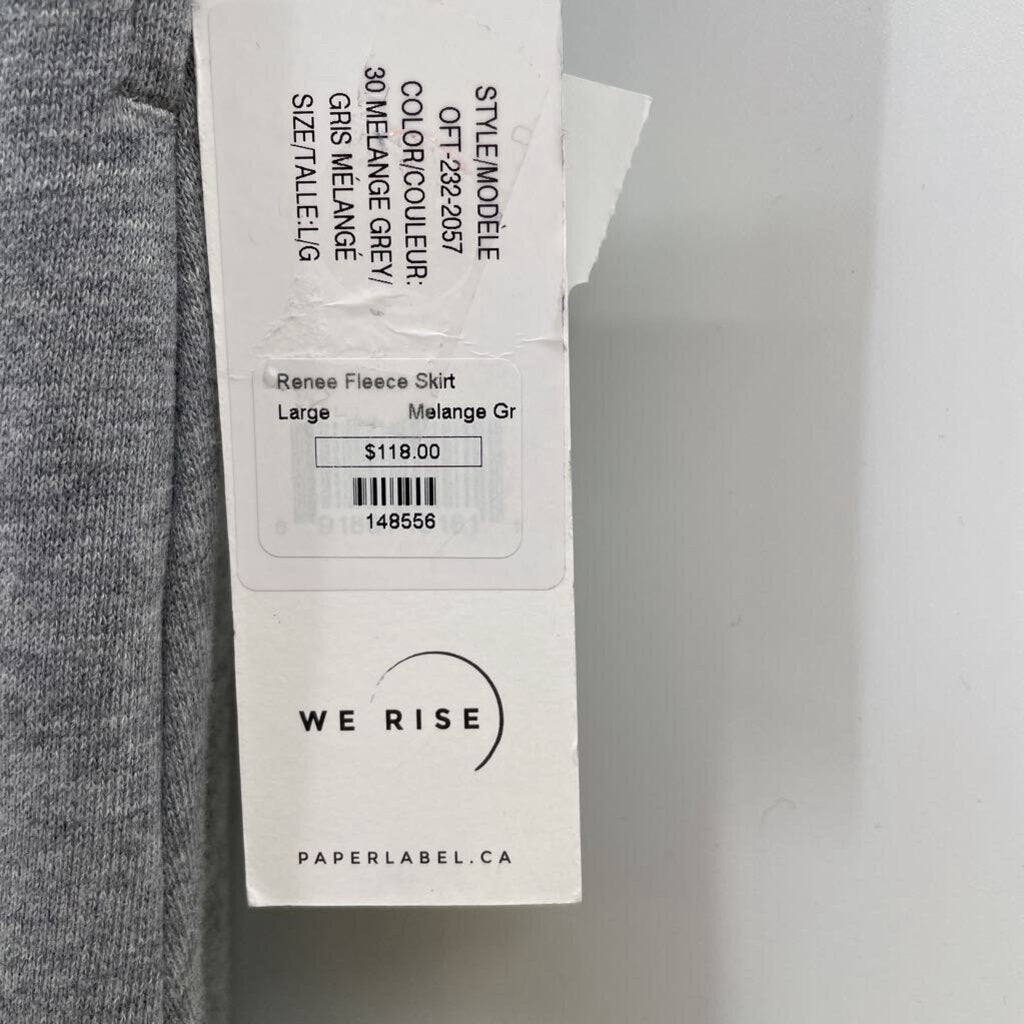 STYLE/MODÈLE
OFT-232-2057
COLOR/COULEUR:
30 MELANGE GREY/
GRIS MÉLANGÉ
SIZE/TALLE:L/G
Renee Fleece Skirt
Large Melange Gr
$118.00
148556
WE RISE
PAPERLABEL.CA